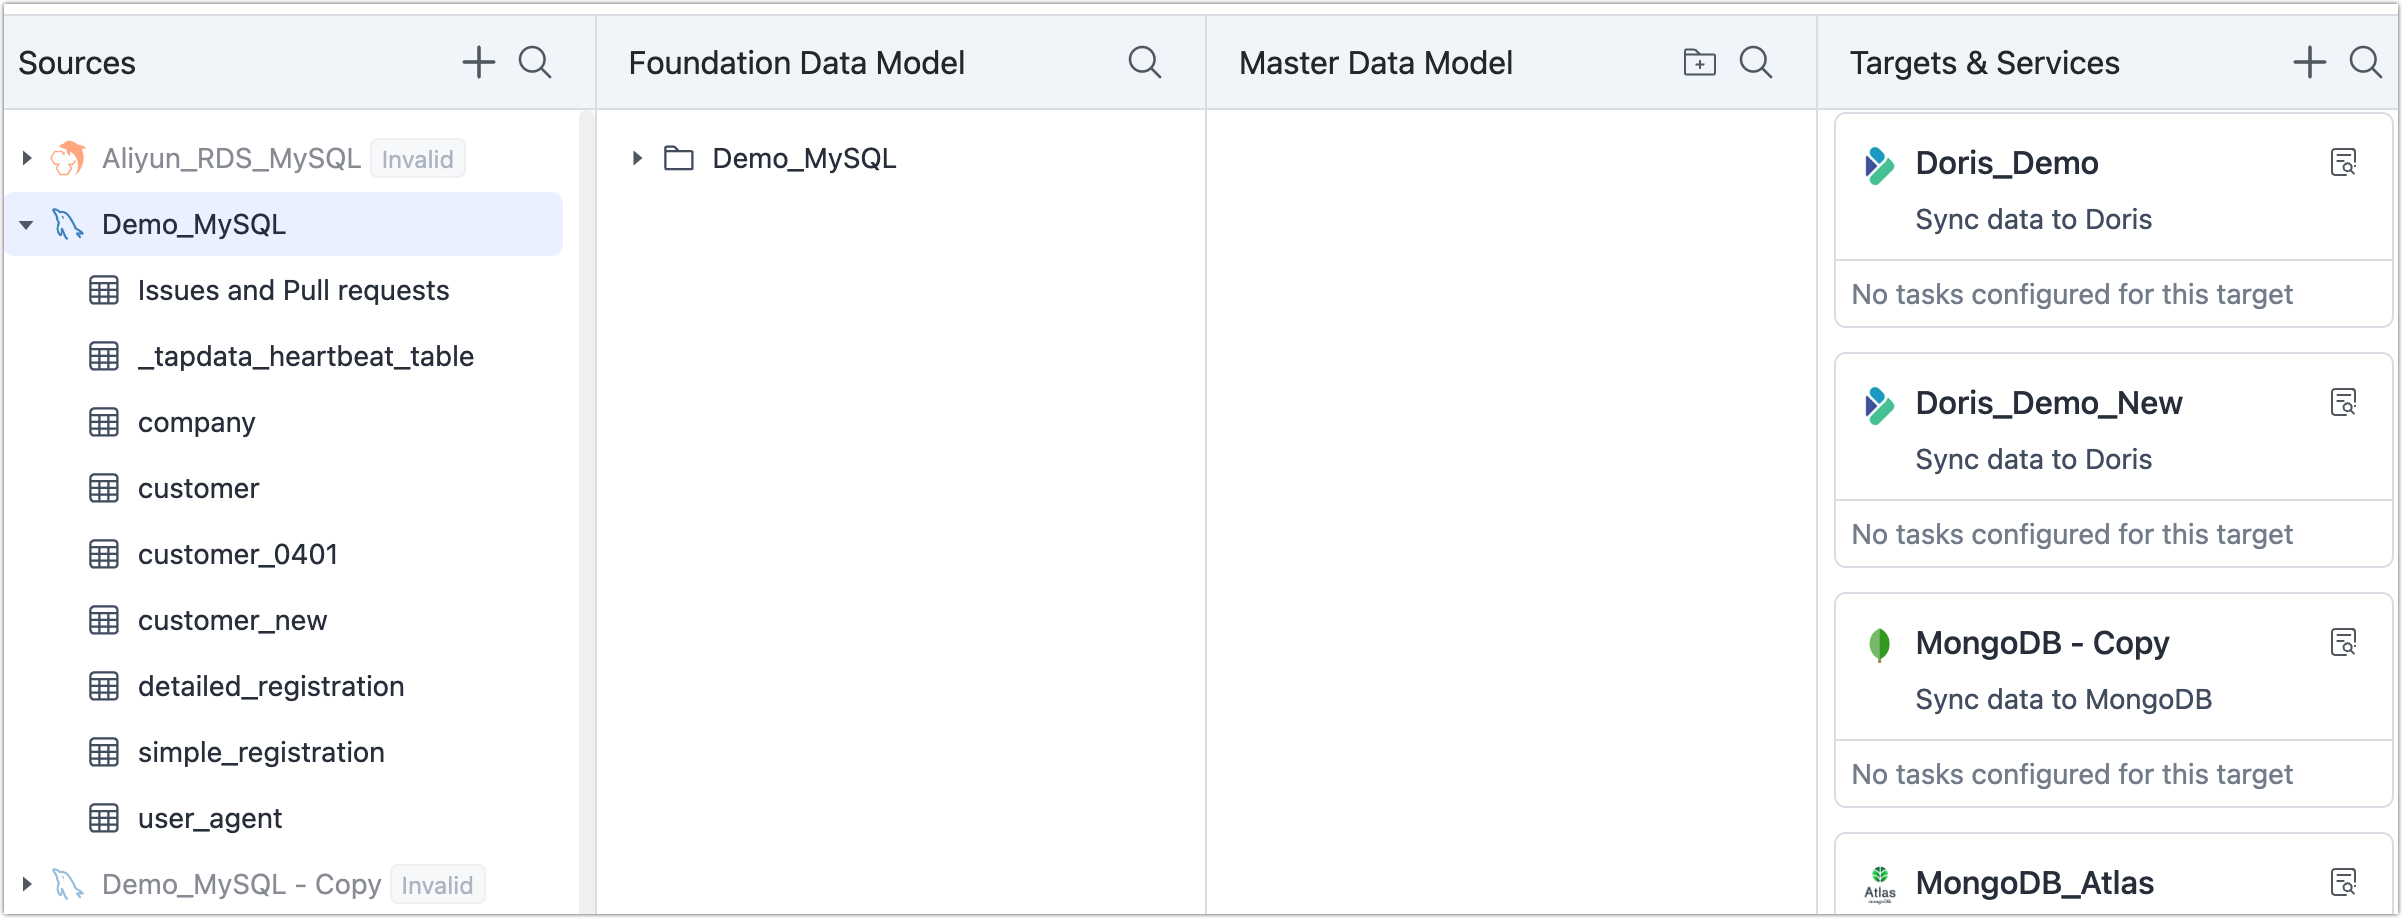 Sources
Aliyun_RDS_MySQL Invalid
Demo_MySQL
Issues and Pull requests
_tapdata_heartbeat_table
company
customer
customer_0401
customer_new
detailed_registration
simple_registration
user_agent
Demo_MySQL - Copy Invalid
Foundation Data Model
Demo_MySQL
Master Data Model
Targets & Services
Doris_Demo
Sync data to Doris
No tasks configured for this target
Doris_Demo_New
Sync data to Doris
No tasks configured for this target
MongoDB - Copy
Sync data to MongoDB
No tasks configured for this target
Atlas
mongoDB.
MongoDB_Atlas